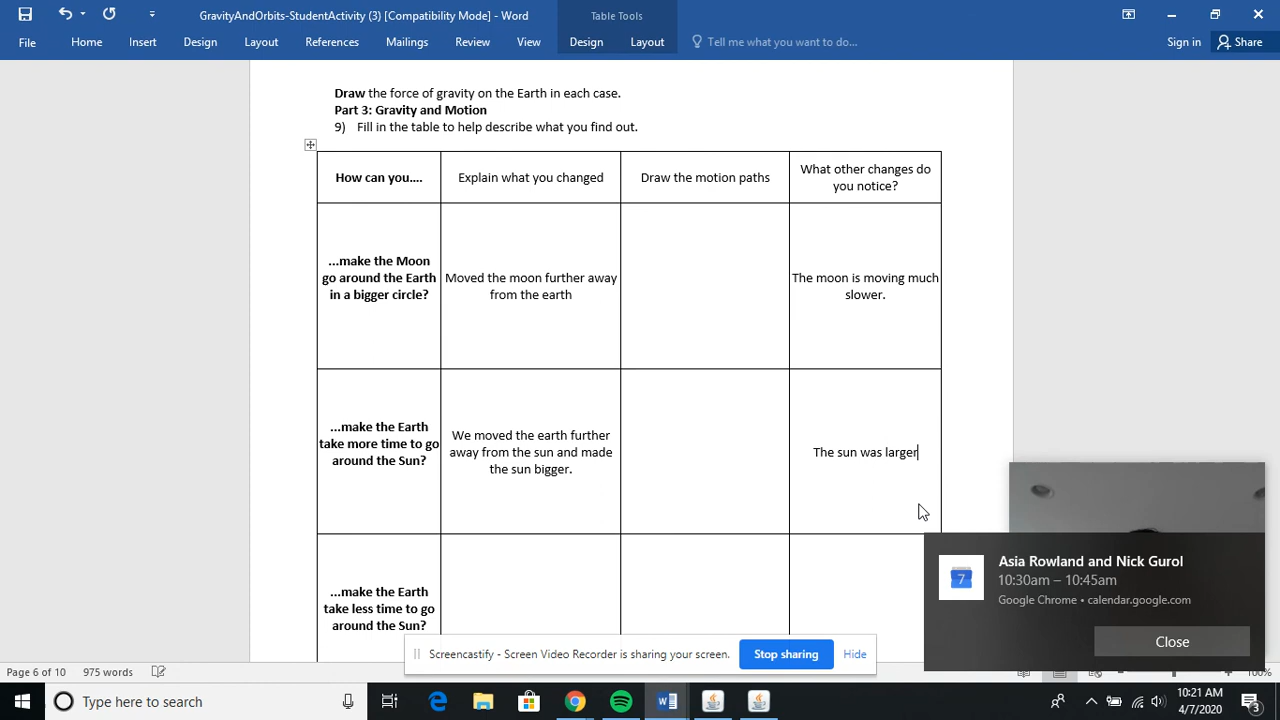 GravityAndOrbits-StudentActivity (3) [Compatibility Mode] - Word
Table Tools
File
Home
Insert
Design
Layout
References
Mailings
Review
View
Design
Layout
Tell me what you want to do...
Sign in
Share
Draw the force of gravity on the Earth in each case.
Part 3: Gravity and Motion
9) Fill in the table to help describe what you find out.
How can you....
Explain what you changed
Draw the motion paths
What other changes do
you notice?
...make the Moon
go around the Earth
in a bigger circle?
Moved the moon further away
from the earth
The moon is moving much
slower.
...make the Earth
take more time to go
around the Sun?
We moved the earth further
away from the sun and made
the sun bigger.
The sun was larger
...make the Earth
take less time to go
around the Sun?
7
Asia Rowland and Nick Gurol
10:30am – 10:45am
Google Chrome • calendar.google.com
Close
Screencastify - Screen Video Recorder is sharing your screen.
Stop sharing
Hide
Page 6 of 10
975 words
100%
Type here to search
10:21 AM
4/7/2020
3